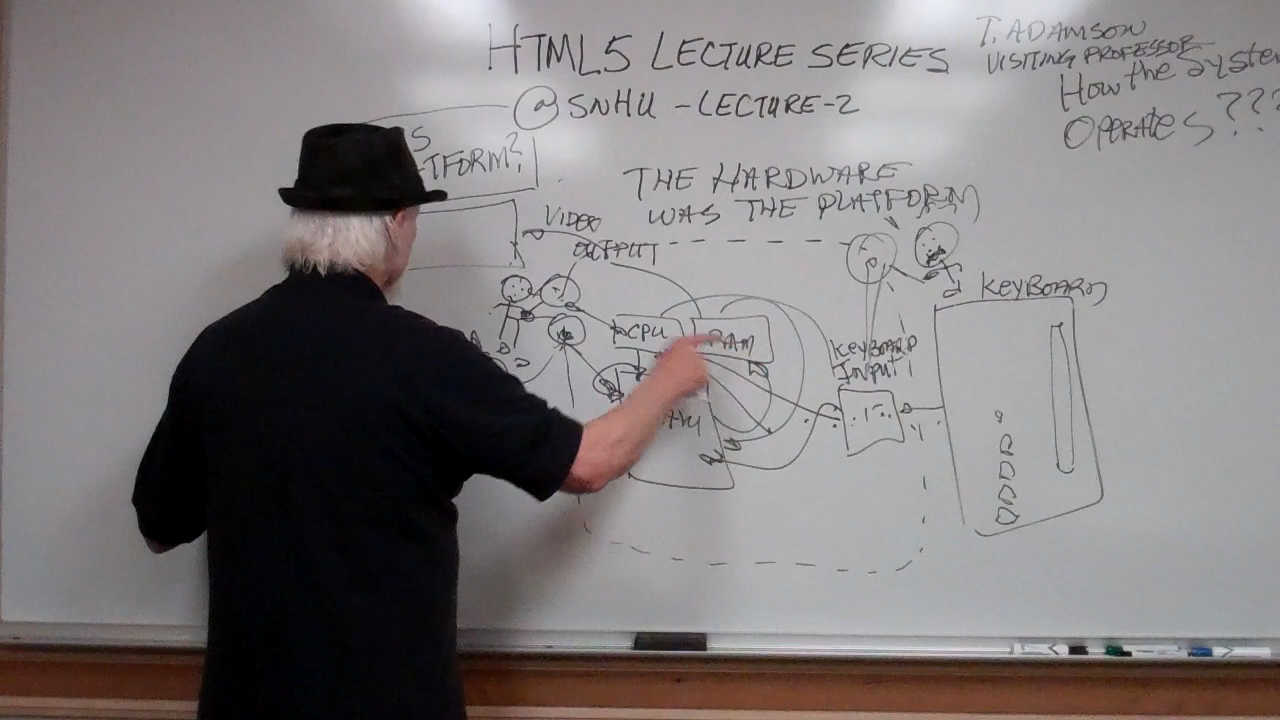 HTML5 LECTURE SERIES
@ SNHU - LECTURE-2
T. ADAMSON
VISITING PROFESSOR
How the System
Operates???
S
TFORM?
THE HARDWARE
WAS THE PLATFORM
VIDEO
OUTPUT
KEYBOARD
CPU
RAM
KEYBOARD
INPUT